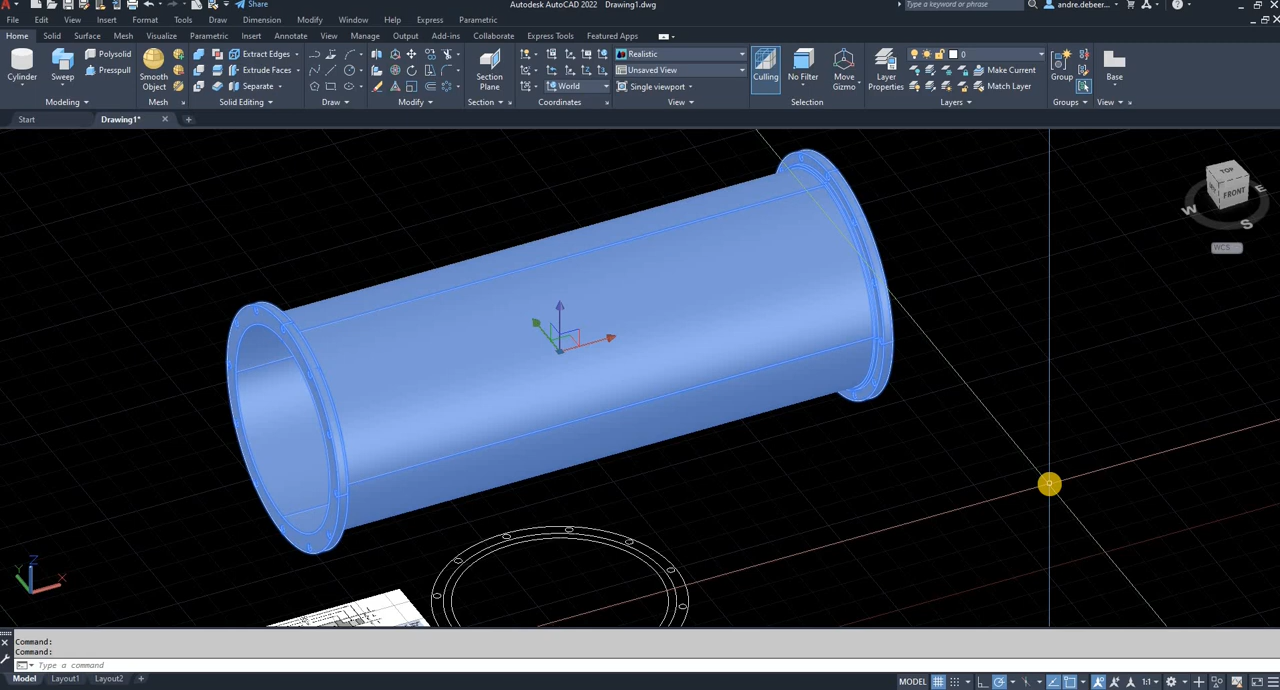 Share Autodesk AutoCAD 2022 Drawing1.dwg Type a keyword or phrase andre.debeer...
File Edit View Insert Format Tools Draw Dimension Modify Window Help Express Parametric
Home Solid Surface Mesh Visualize Parametric Insert Annotate View Manage Output Add-ins Collaborate Express Tools Featured Apps
Polysolid Extract Edges Realistic 0
Cylinder Sweep Presspull Smooth Object Extrude Faces Section Plane Unsaved View Culling No Filter Move Gizmo Layer Properties Make Current Group Base
Separate World Single viewport Match Layer
Modeling Mesh Solid Editing Draw Modify Section Coordinates View Selection Layers Groups View
Start Drawing1*
TOP
FRONT
W
E
S
WCS
Z
Y
X
Command:
Command:
Type a command
Model Layout1 Layout2 + MODEL 1:1